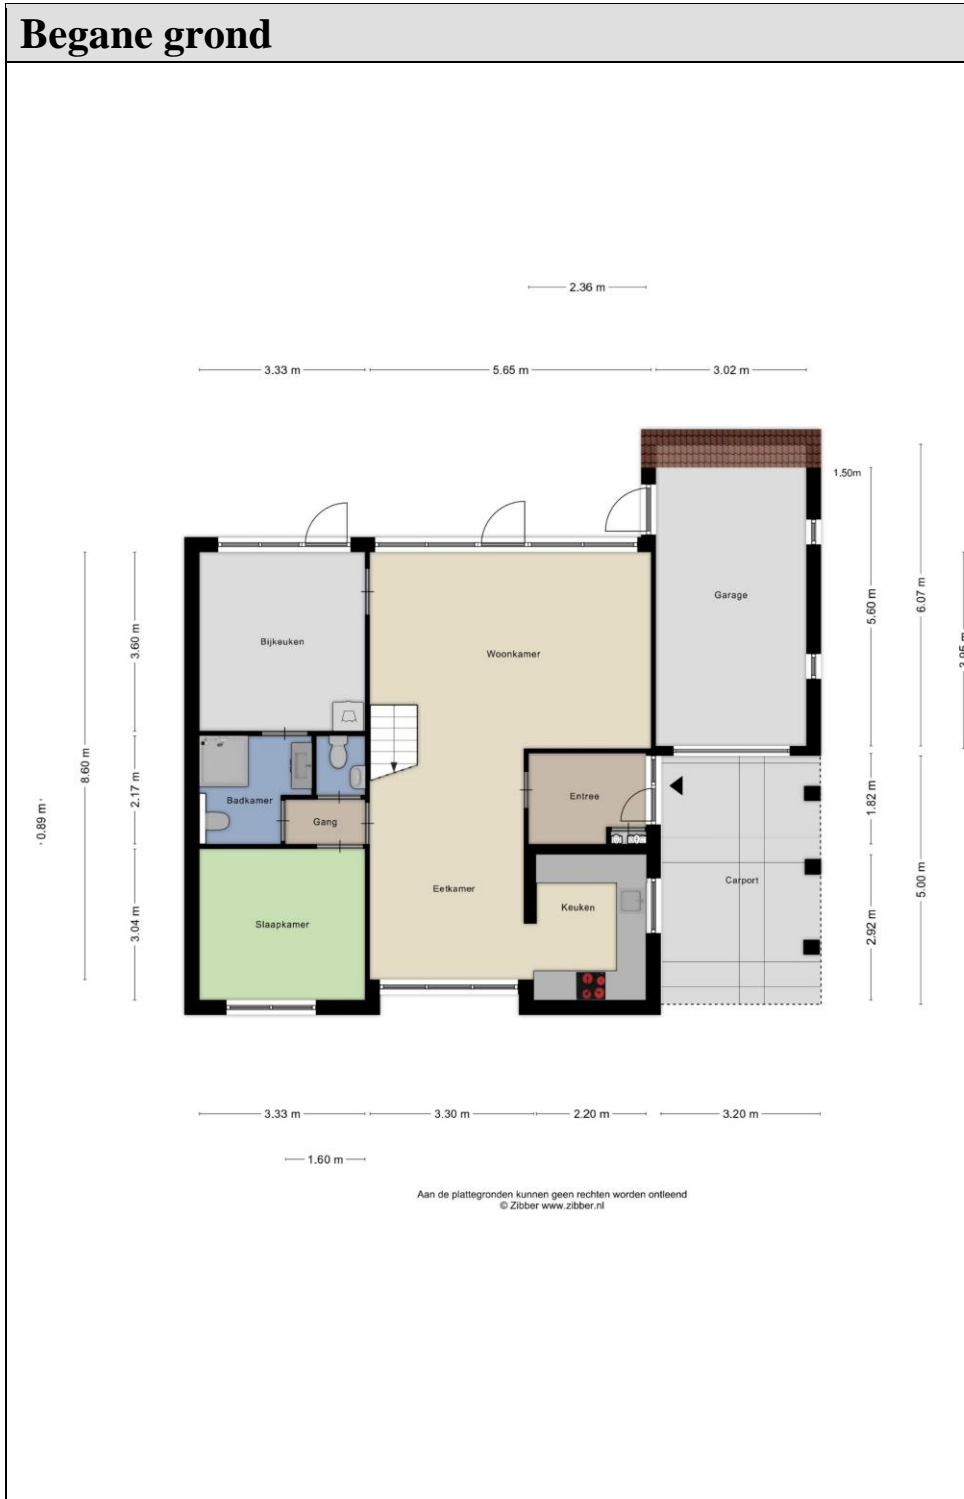 Begane grond
2.36 m
3.33 m
5.65 m
3.02 m
1.50m
Garage
Bijkeuken
Woonkamer
3.60 m
5.60 m
6.07 m
3.95 m
8.60 m
2.17 m
0.89 m
Badkamer
Gang
Entree
1.82 m
Carport
5.00 m
Eetkamer
Keuken
Slaapkamer
3.04 m
2.92 m
3.33 m
3.30 m
2.20 m
3.20 m
1.60 m
Aan de plattegronden kunnen geen rechten worden ontleend
© Zibber www.zibber.nl